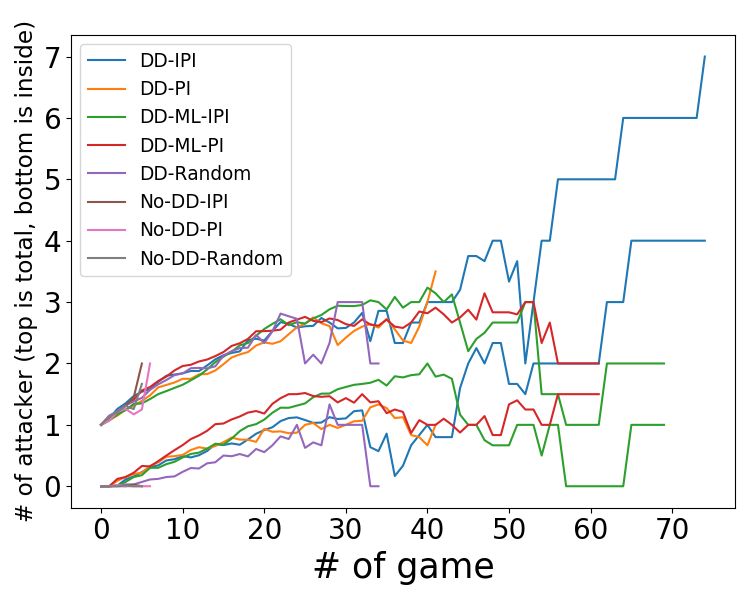 # of attacker (top is total, bottom is inside)
7
6
5
4
3
2
1
0
DD-IPI
DD-PI
DD-ML-IPI
DD-ML-PI
DD-Random
No-DD-IPI
No-DD-PI
No-DD-Random
0 10 20 30 40 50 60 70
# of game